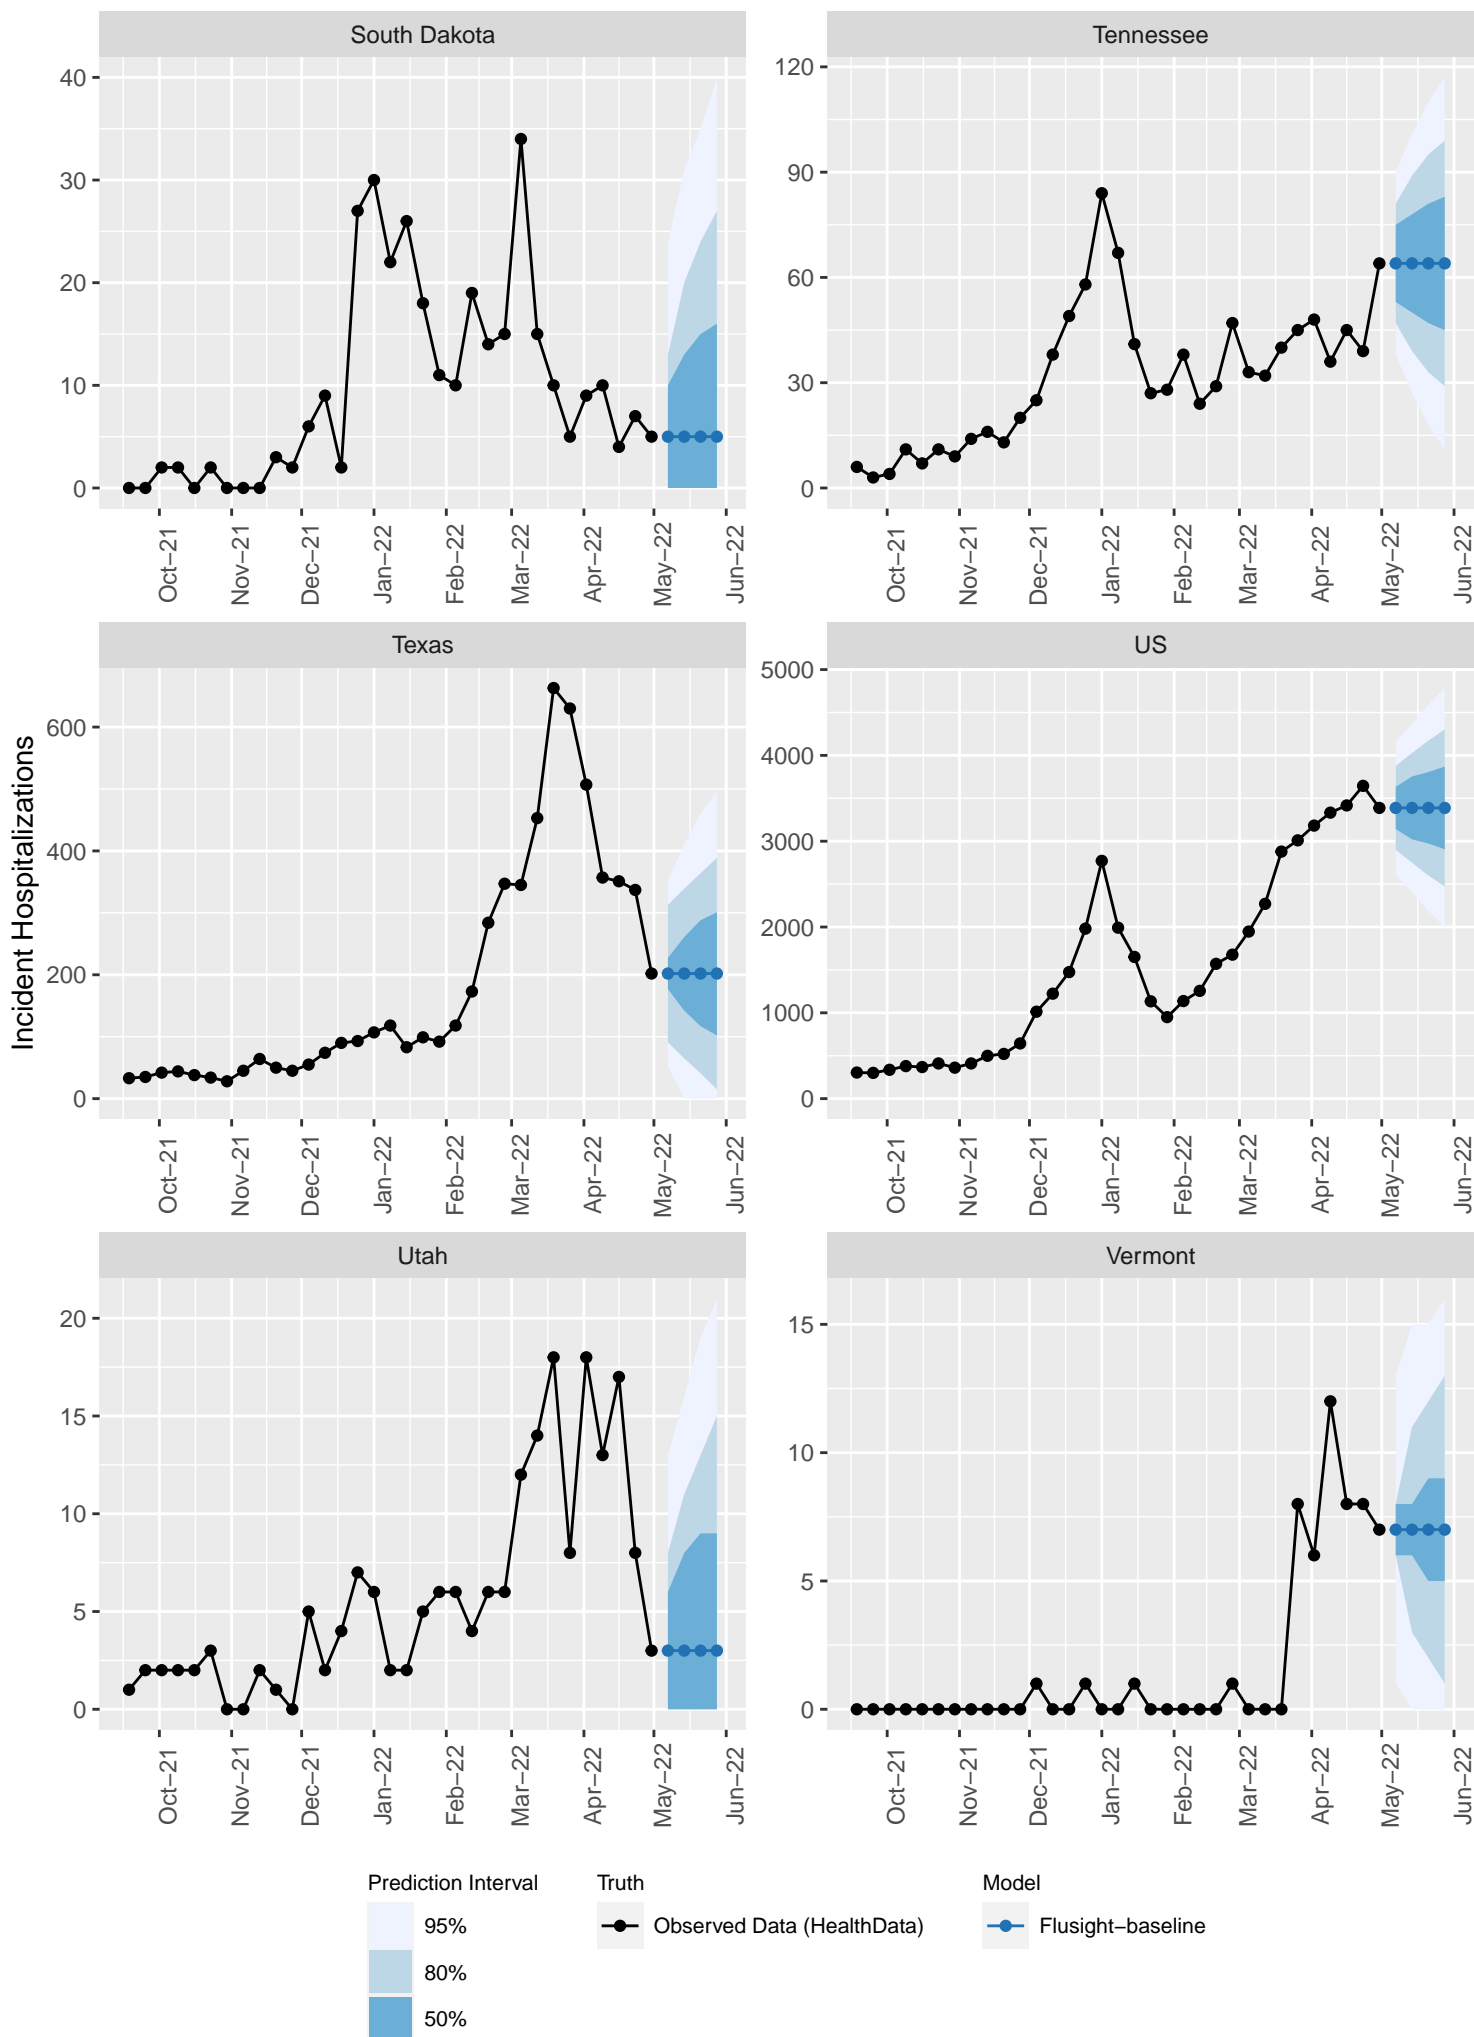 South Dakota
40
30
20
10
0
Oct−21
Nov−21
Dec−21
Jan−22
Feb−22
Mar−22
Apr−22
May−22
Jun−22
Tennessee
120
90
60
30
0
Oct−21
Nov−21
Dec−21
Jan−22
Feb−22
Mar−22
Apr−22
May−22
Jun−22
Incident Hospitalizations
Texas
600
400
200
0
Oct−21
Nov−21
Dec−21
Jan−22
Feb−22
Mar−22
Apr−22
May−22
Jun−22
US
5000
4000
3000
2000
1000
0
Oct−21
Nov−21
Dec−21
Jan−22
Feb−22
Mar−22
Apr−22
May−22
Jun−22
Utah
20
15
10
5
0
Oct−21
Nov−21
Dec−21
Jan−22
Feb−22
Mar−22
Apr−22
May−22
Jun−22
Vermont
15
10
5
0
Oct−21
Nov−21
Dec−21
Jan−22
Feb−22
Mar−22
Apr−22
May−22
Jun−22
Prediction Interval
95%
80%
50%
Truth
Observed Data (HealthData)
Model
Flusight−baseline